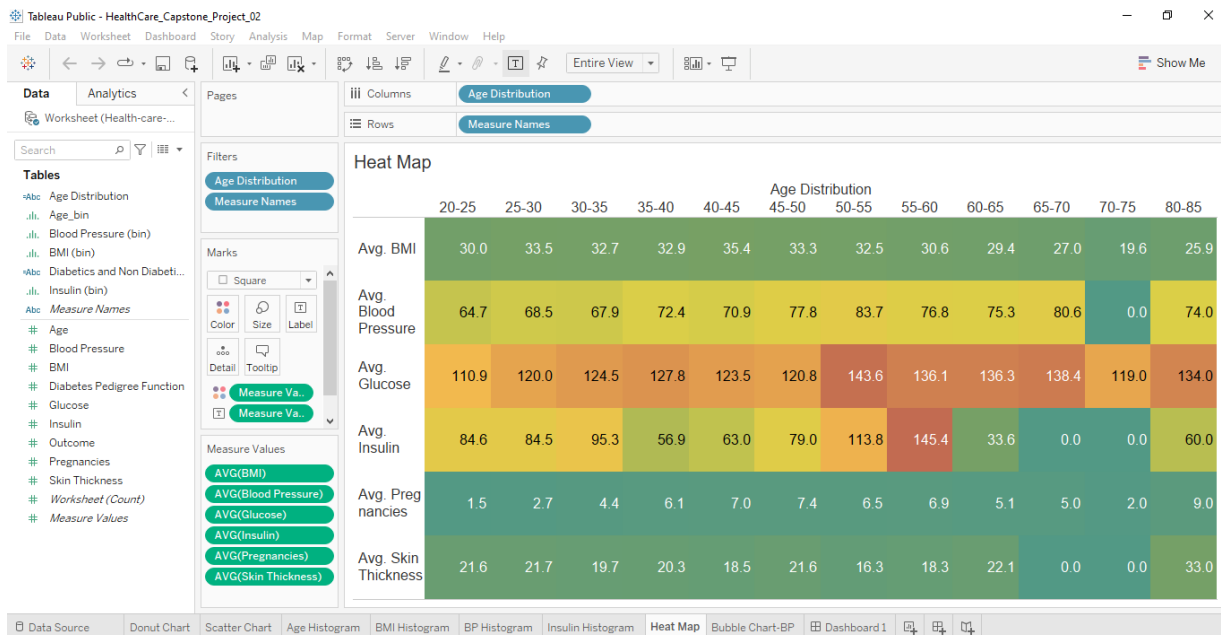 Tableau Public - HealthCare_Capstone_Project_02
File Data Worksheet Dashboard Story Analysis Map Format Server Window Help
Entire View
Show Me
Data Analytics
Worksheet (Health-care-...
Search
Tables
Abc Age Distribution
Age_bin
Blood Pressure (bin)
BMI (bin)
Abc Diabetics and Non Diabeti...
Insulin (bin)
Abc Measure Names
# Age
# Blood Pressure
# BMI
# Diabetes Pedigree Function
# Glucose
# Insulin
# Outcome
# Pregnancies
# Skin Thickness
# Worksheet (Count)
# Measure Values
Pages
Filters
Age Distribution
Measure Names
Marks
Square
Color Size Label
Detail Tooltip
Measure Va..
Measure Va..
Measure Values
AVG(BMI)
AVG(Blood Pressure)
AVG(Glucose)
AVG(Insulin)
AVG(Pregnancies)
AVG(Skin Thickness)
Columns Age Distribution
Rows Measure Names
Heat Map
Age Distribution
20-25 25-30 30-35 35-40 40-45 45-50 50-55 55-60 60-65 65-70 70-75 80-85
Avg. BMI 30.0 33.5 32.7 32.9 35.4 33.3 32.5 30.6 29.4 27.0 19.6 25.9
Avg.
Blood
Pressure
64.7 68.5 67.9 72.4 70.9 77.8 83.7 76.8 75.3 80.6 0.0 74.0
Avg.
Glucose
110.9 120.0 124.5 127.8 123.5 120.8 143.6 136.1 136.3 138.4 119.0 134.0
Avg.
Insulin
84.6 84.5 95.3 56.9 63.0 79.0 113.8 145.4 33.6 0.0 0.0 60.0
Avg. Preg
nancies
1.5 2.7 4.4 6.1 7.0 7.4 6.5 6.9 5.1 5.0 2.0 9.0
Avg. Skin
Thickness
21.6 21.7 19.7 20.3 18.5 21.6 16.3 18.3 22.1 0.0 0.0 33.0
Data Source Donut Chart Scatter Chart Age Histogram BMI Histogram BP Histogram Insulin Histogram Heat Map Bubble Chart-BP Dashboard 1